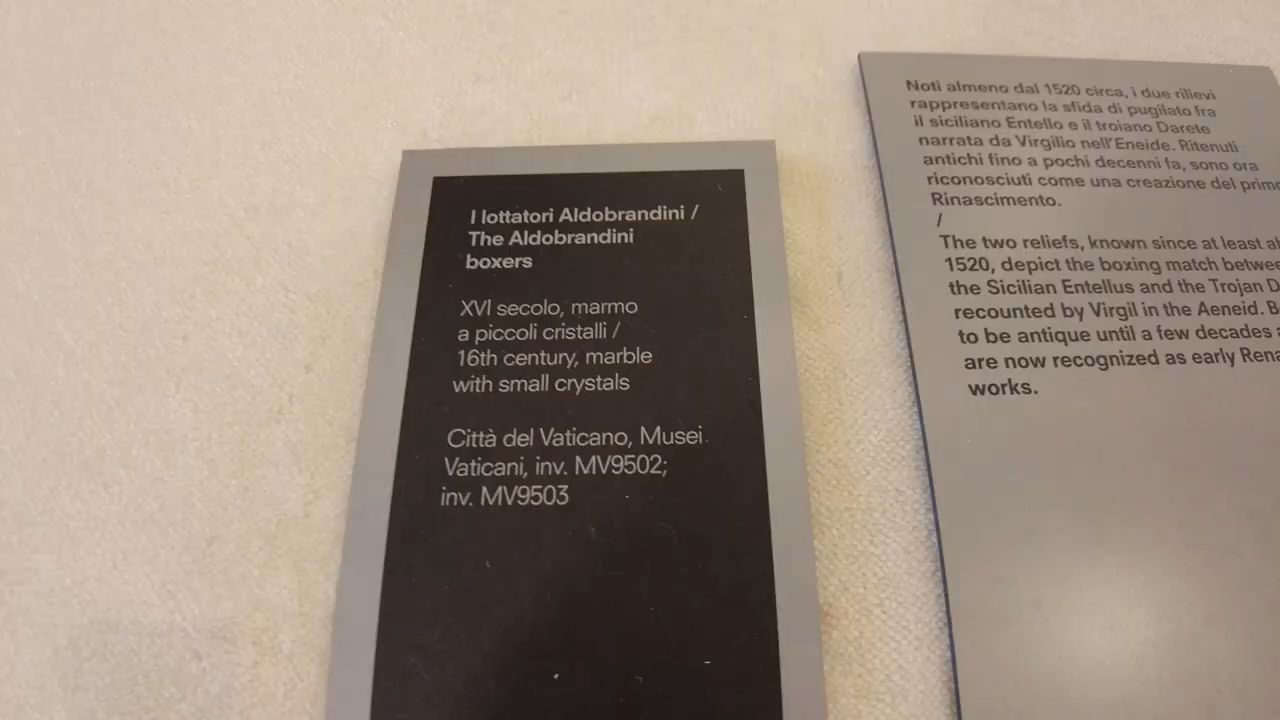 I lottatori Aldobrandini /
The Aldobrandini
boxers
XVI secolo, marmo
a piccoli cristalli /
16th century, marble
with small crystals
Città del Vaticano, Musei
Vaticani, inv. MV9502;
inv. MV9503
Noti almeno dal 1520 circa, i due rilievi
rappresentano la sfida di pugilato fra
il siciliano Entello e il troiano Darete
narrata da Virgilio nell'Eneide. Ritenuti
antichi fino a pochi decenni fa, sono ora
riconosciuti come una creazione del primo
Rinascimento.
/
The two reliefs, known since at least
1520, depict the boxing match
the Sicilian Entellus and the Trojan
recounted by Virgil in the Aeneid.
to be antique until a few decades
are now recognized as early
works.